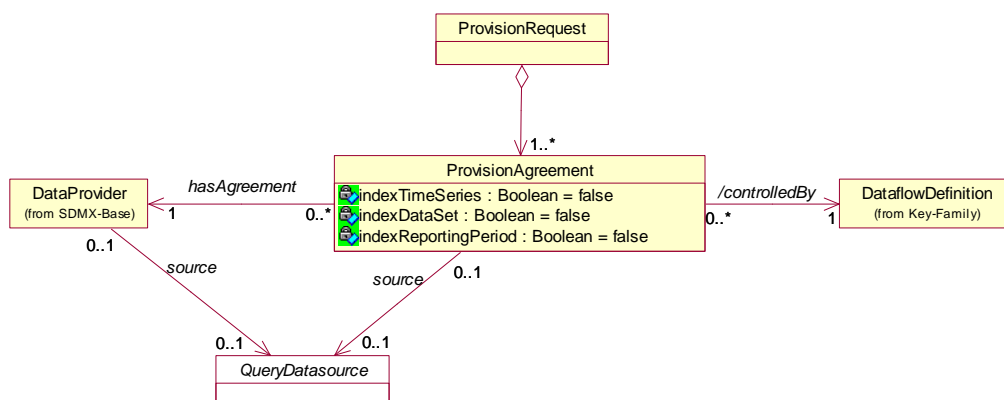 ProvisionRequest
1..*
ProvisionAgreement
indexTimeSeries : Boolean = false
indexDataSet : Boolean = false
indexReportingPeriod : Boolean = false
DataProvider
(from SDMX-Base)
hasAgreement
1
0..*
/controlledBy
0..*
1
DataflowDefinition
(from Key-Family)
0..1
source
0..1
0..1
source
0..1
QueryDatasource